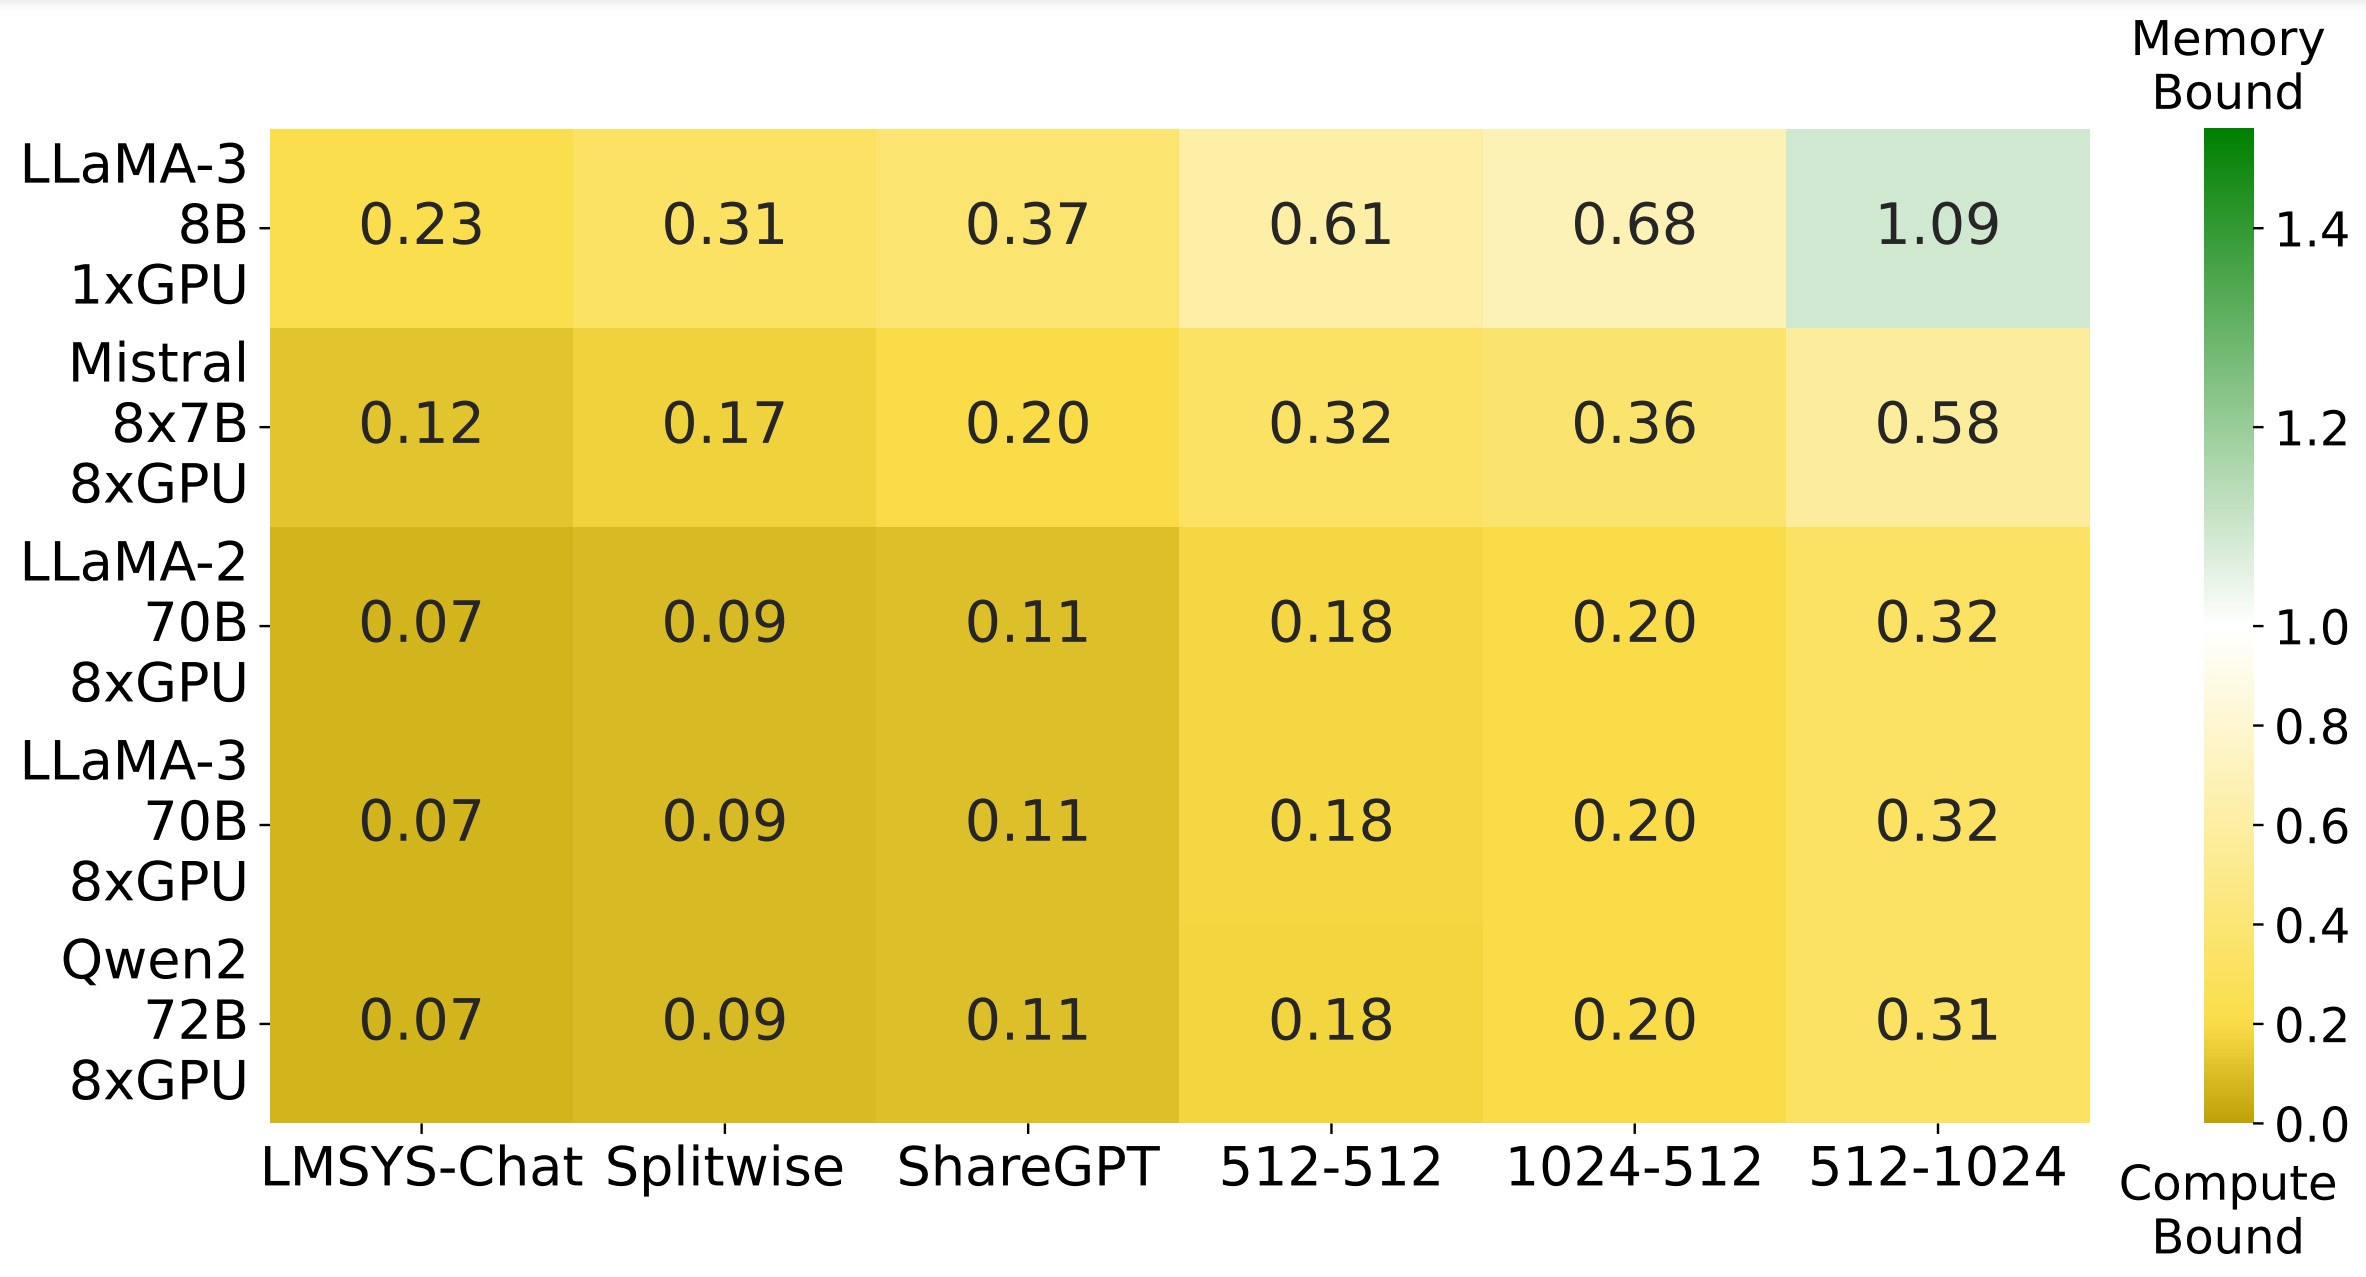 Memory
Bound
LLaMA-3
8B
1xGPU
0.23 0.31 0.37 0.61 0.68 1.09
Mistral
8x7B
8xGPU
0.12 0.17 0.20 0.32 0.36 0.58
LLaMA-2
70B
8xGPU
0.07 0.09 0.11 0.18 0.20 0.32
LLaMA-3
70B
8xGPU
0.07 0.09 0.11 0.18 0.20 0.32
Qwen2
72B
8xGPU
0.07 0.09 0.11 0.18 0.20 0.31
LMSYS-Chat Splitwise ShareGPT 512-512 1024-512 512-1024
1.4
1.2
1.0
0.8
0.6
0.4
0.2
0.0
Compute
Bound